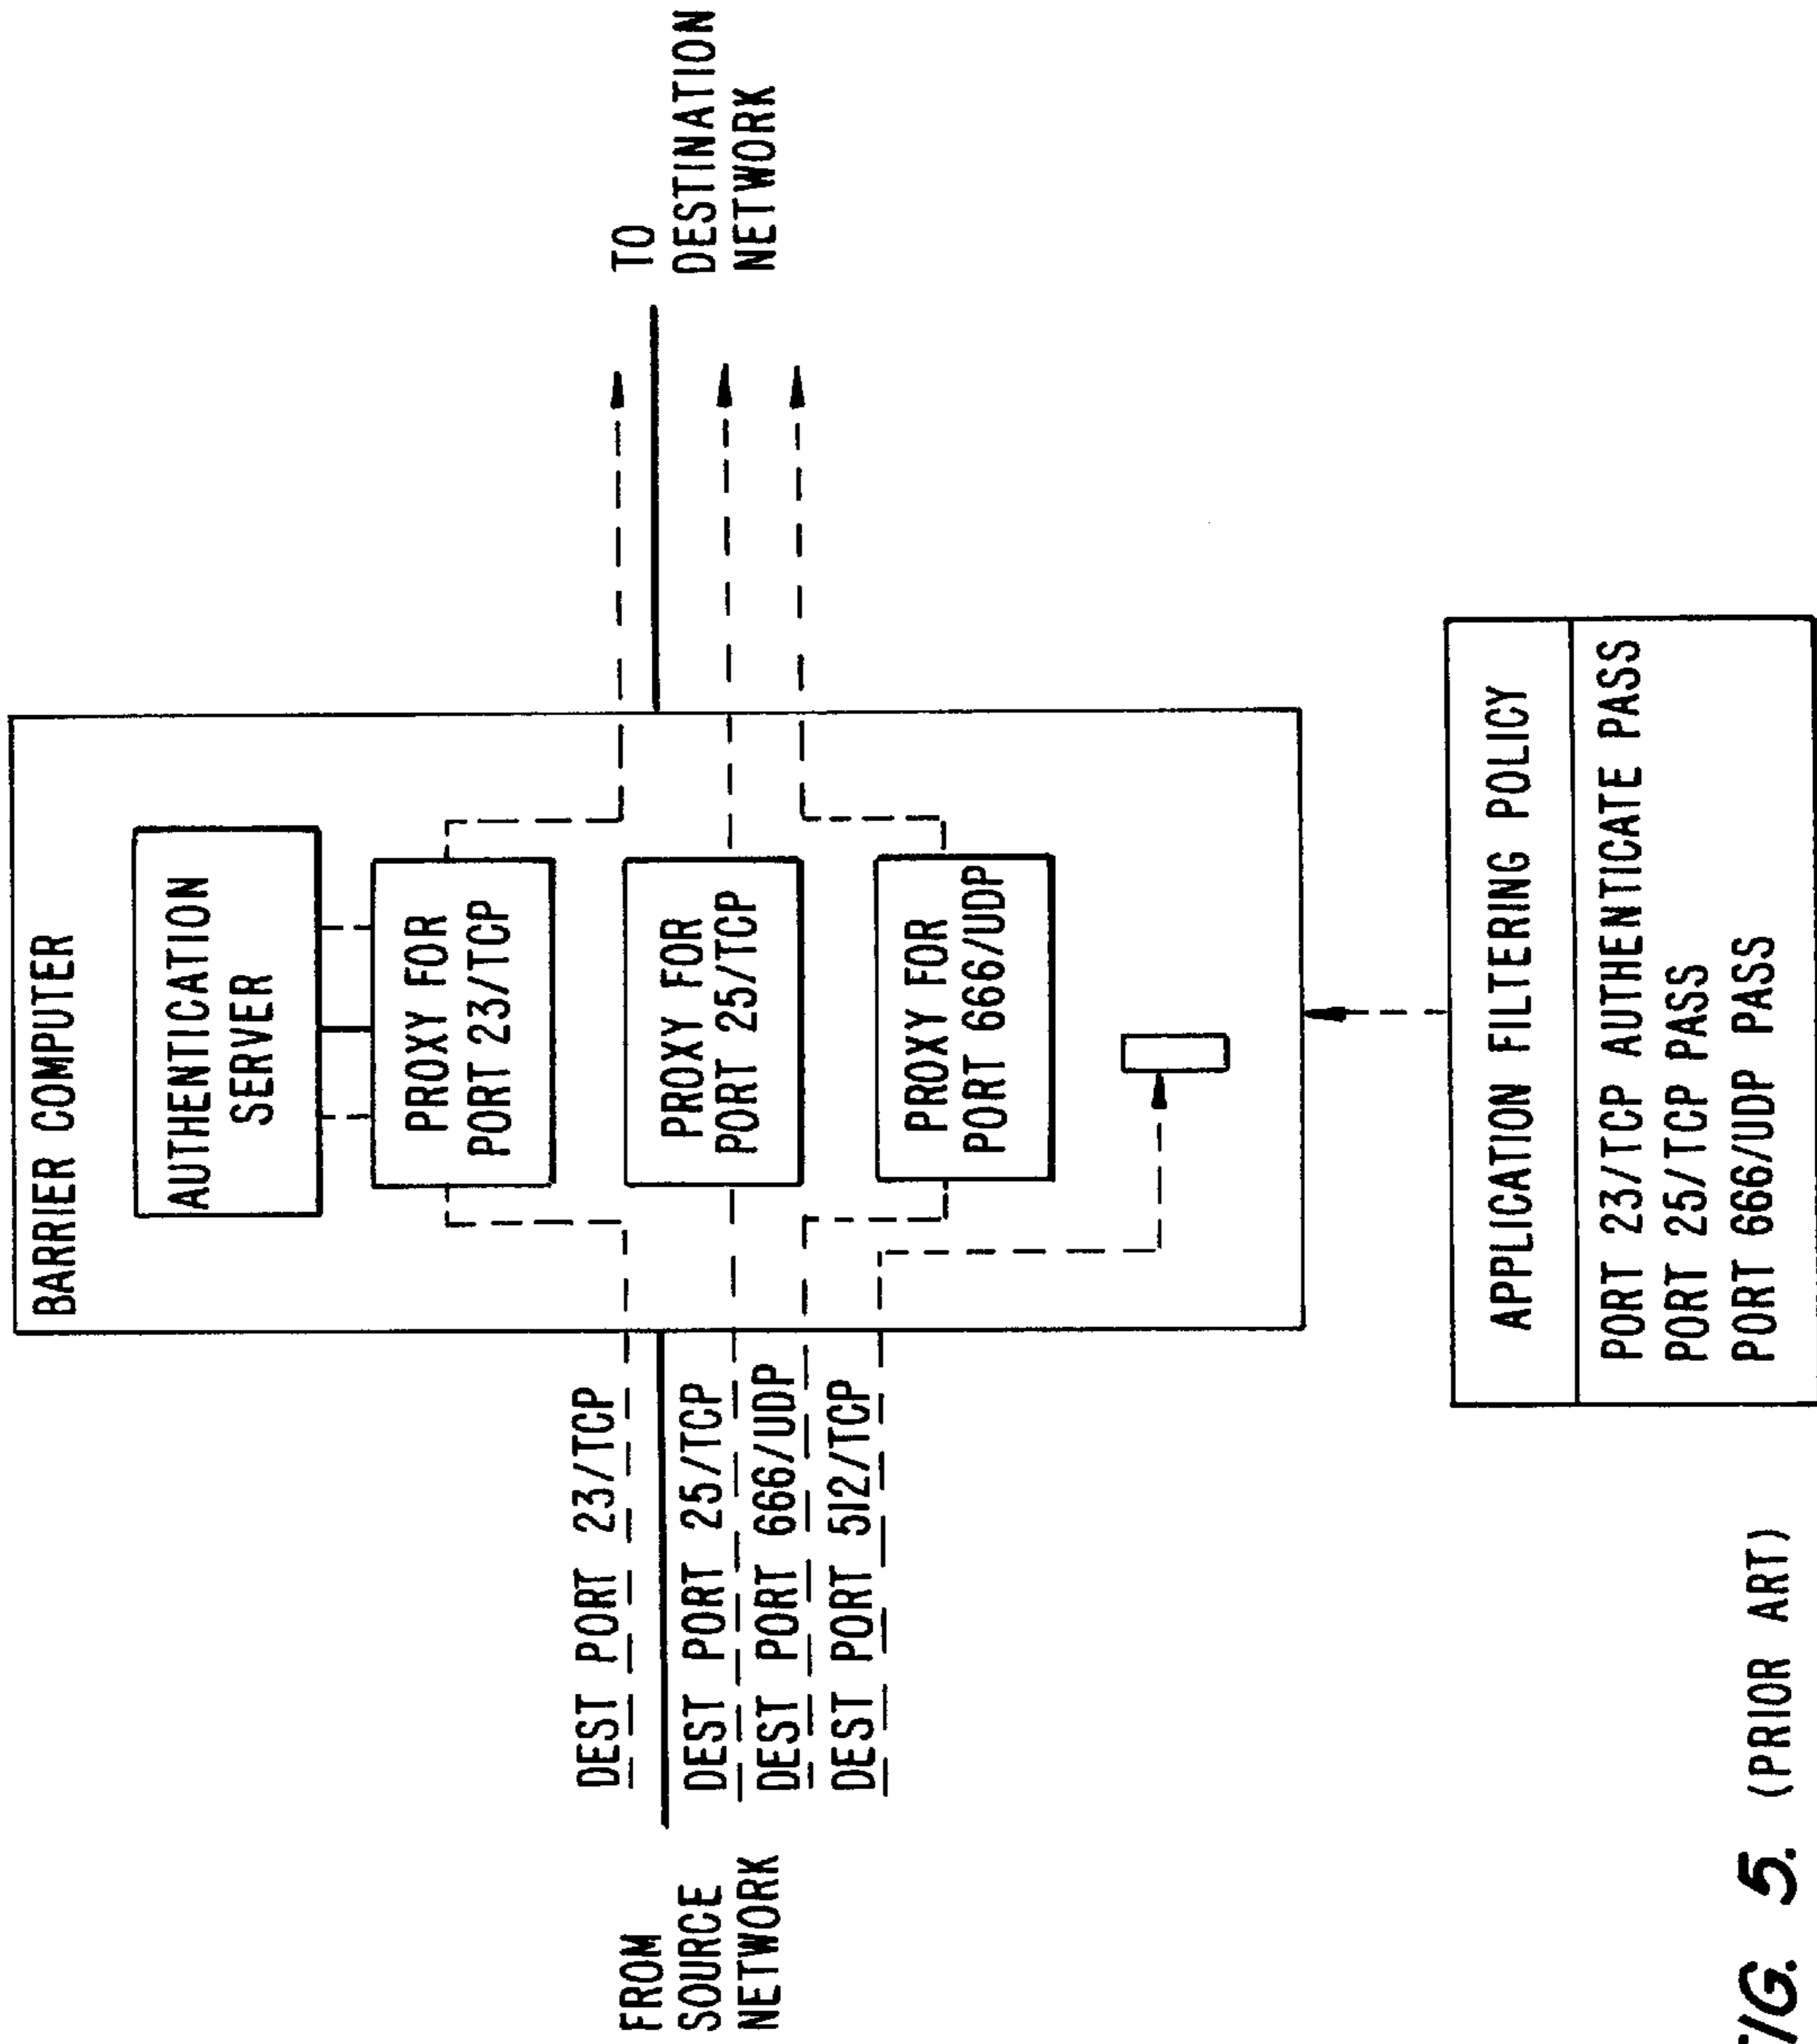 BARRIER COMPUTER
AUTHENTICATION
SERVER
PROXY FOR
PORT 23/TCP
PROXY FOR
PORT 25/TCP
PROXY FOR
PORT 666/UDP
FROM
SOURCE
NETWORK
DEST PORT 23/TCP
DEST PORT 25/TCP
DEST PORT 666/UDP
DEST PORT 512/TCP
TO
DESTINATION
NETWORK
APPLICATION FILTERING POLICY
PORT 23/TCP AUTHENTICATE PASS
PORT 25/TCP PASS
PORT 666/UDP PASS
FIG. 5. (PRIOR ART)